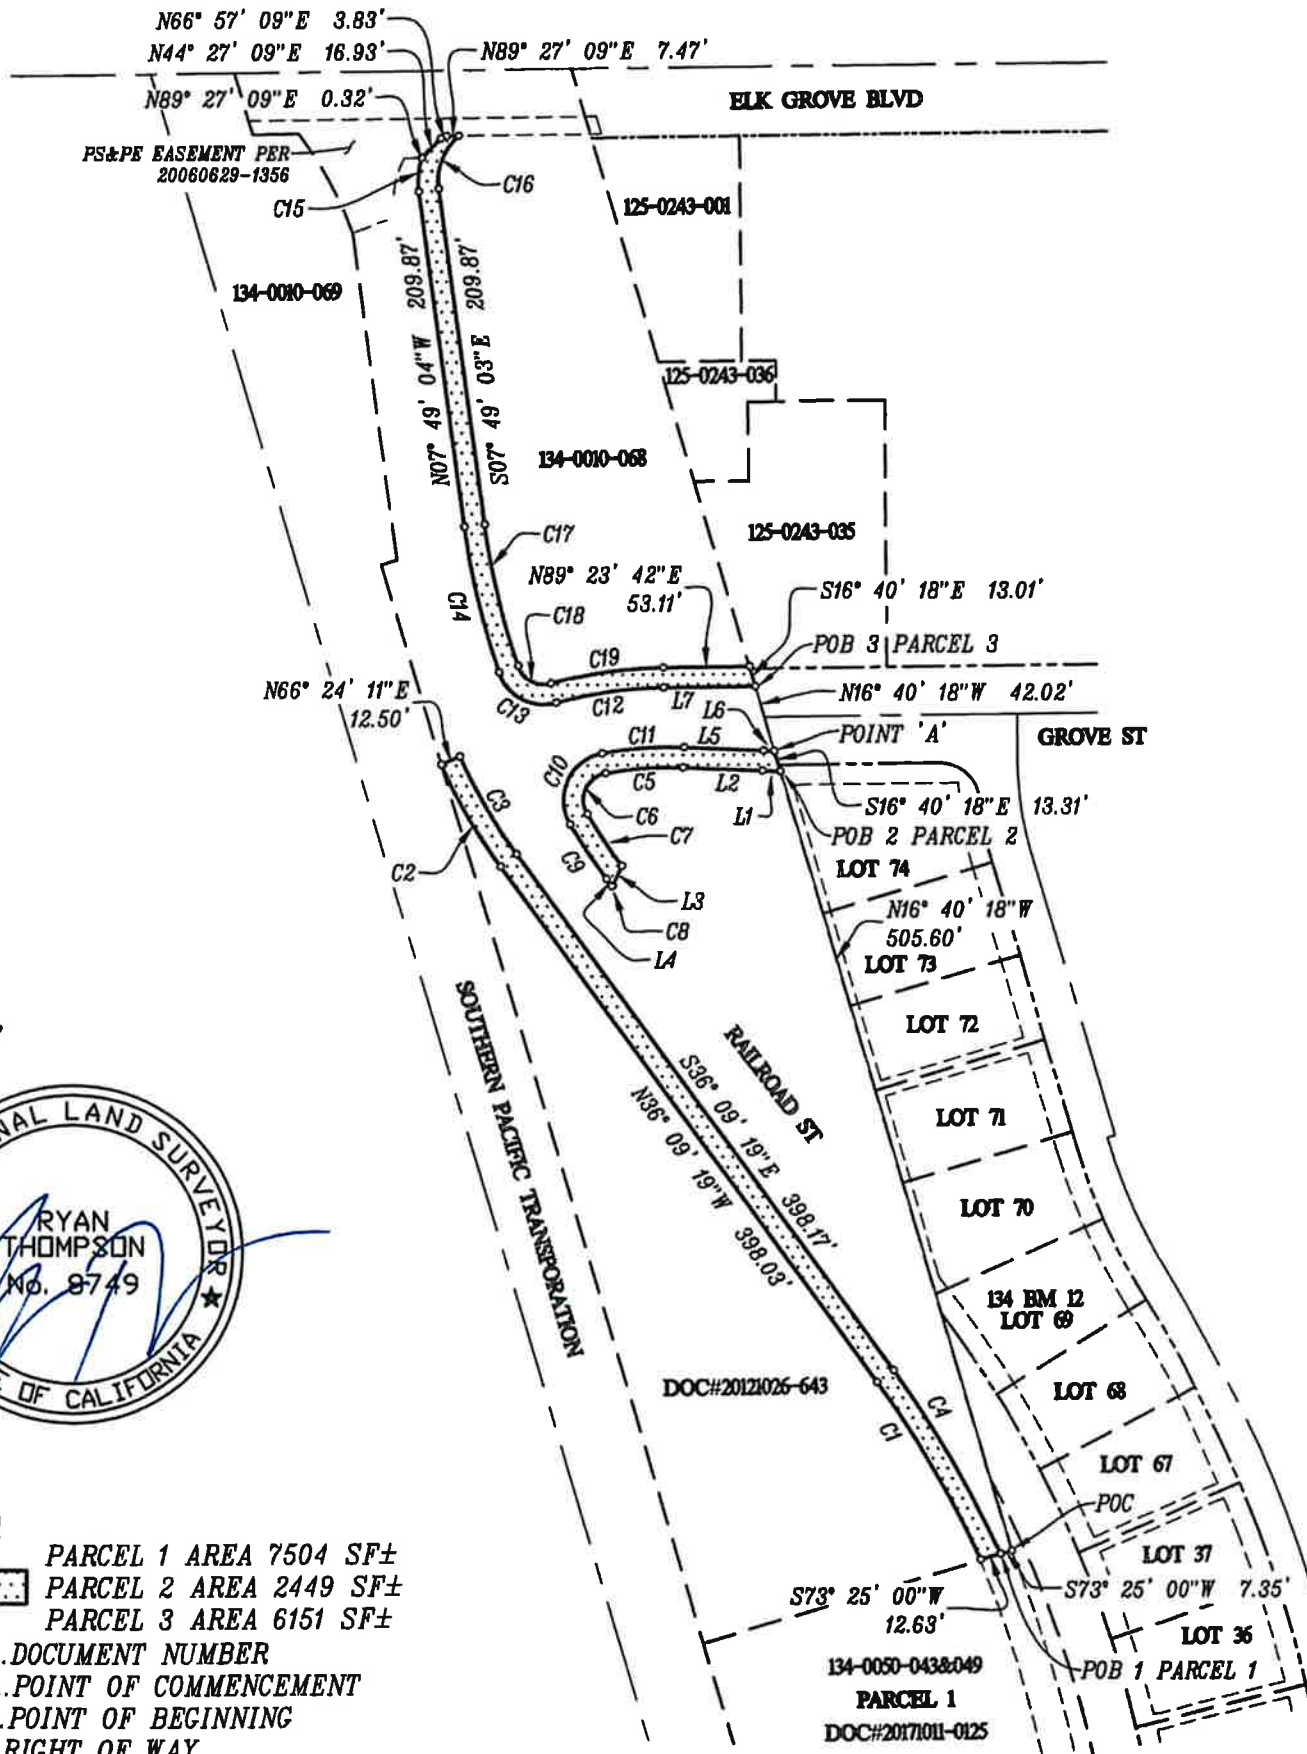 N66° 57' 09"E 3.83'
N44° 27' 09"E 16.93'
N89° 27' 09"E 7.47'
N89° 27' 09"E 0.32'
ELK GROVE BLVD
PS&PE EASEMENT PER
20060629-1356
C16
C15
125-0243-001
134-0010-069
N07° 49' 04"W 209.87'
S07° 49' 03"E 209.87'
125-0243-036
134-0010-068
125-0243-035
C17
N89° 23' 42"E
53.11'
S16° 40' 18"E 13.01'
C14
C18
POB 3 PARCEL 3
C19
N66° 24' 11"E
12.50'
C13
C12
L7
L6
N16° 40' 18"W 42.02'
POINT 'A'
GROVE ST
C11
L5
C10
C5
L2
L1
S16° 40' 18"E 13.31'
C3
C6
C7
POB 2 PARCEL 2
C2
C9
LOT 74
L3
C8
L4
N16° 40' 18"W
505.60'
LOT 73
LOT 72
SOUTHERN PACIFIC TRANSPORATION
RAILROAD ST
S36° 09' 19"E 398.17'
N36° 09' 19"W 398.03'
LOT 71
LOT 70
134 BM 12
LOT 69
LOT 68
LOT 67
NAL LAND SURVEYOR
RYAN
THOMPSON
No. 8749
E OF CALIFORNIA
DOC#20121026-643
C4
C1
POC
LOT 37
S73° 25' 00"W 7.35'
S73° 25' 00"W
12.63'
LOT 36
POB 1 PARCEL 1
134-0050-043&049
PARCEL 1
DOC#20171011-0125
PARCEL 1 AREA 7504 SF±
PARCEL 2 AREA 2449 SF±
PARCEL 3 AREA 6151 SF±
.DOCUMENT NUMBER
.POINT OF COMMENCEMENT
.POINT OF BEGINNING
RIGHT OF WAY